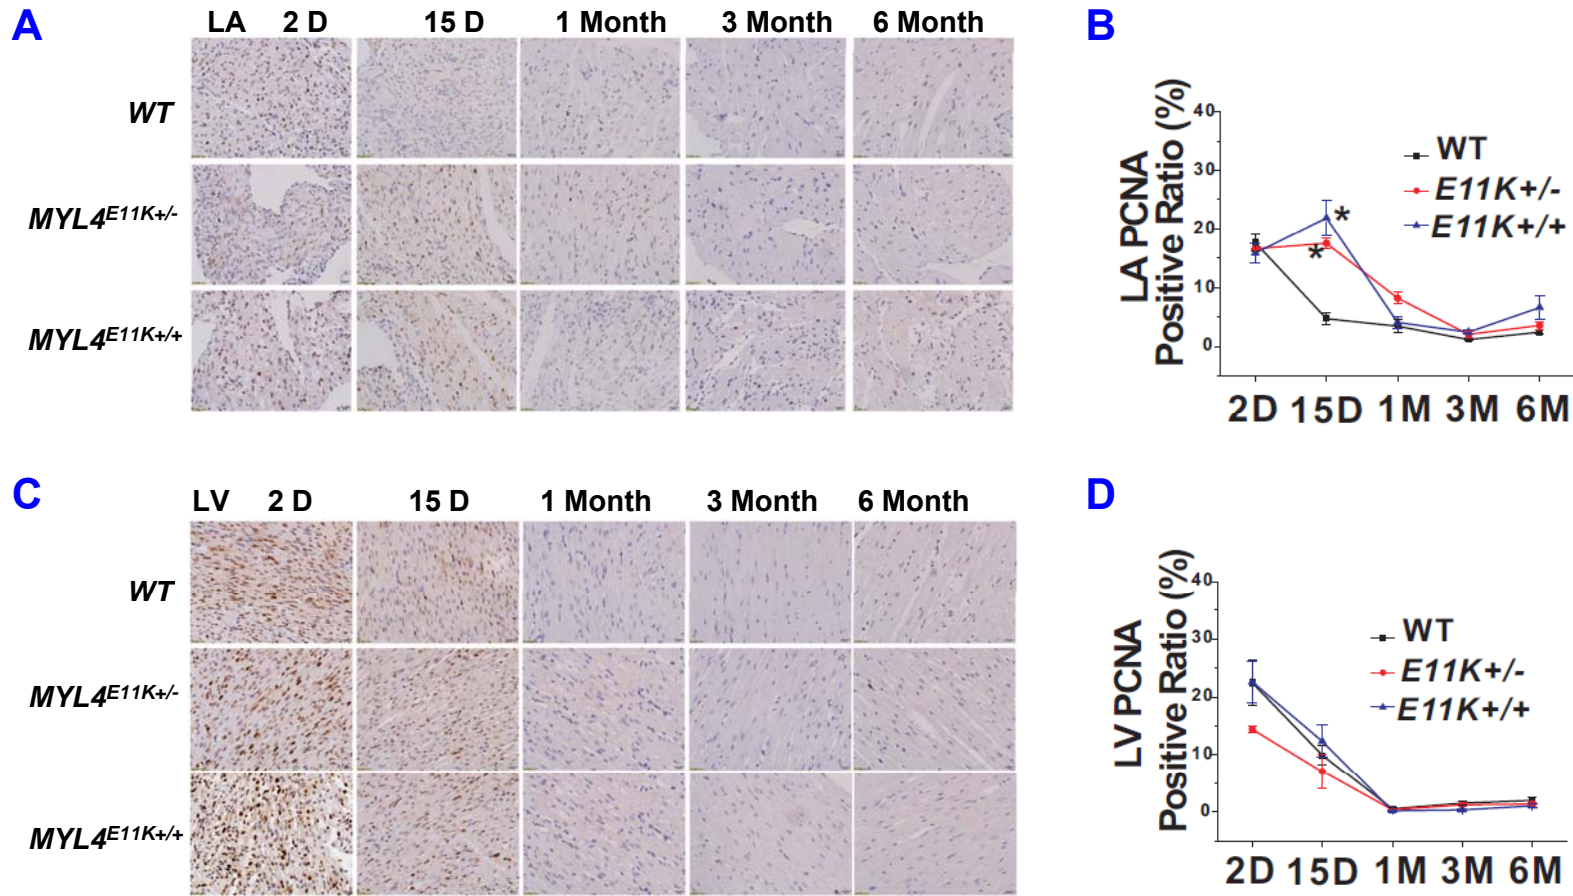 A
LA 2 D 15 D 1 Month 3 Month 6 Month
WT
MYL4E11K+/-
MYL4E11K+/+
B
LA PCNA
Positive Ratio (%)
40
30
20
10
0
WT
E11K+/-
E11K+/+
*
*
2D 15D 1M 3M 6M
C
LV 2 D 15 D 1 Month 3 Month 6 Month
WT
MYL4E11K+/-
MYL4E11K+/+
D
LV PCNA
Positive Ratio (%)
40
30
20
10
0
WT
E11K+/-
E11K+/+
2D 15D 1M 3M 6M